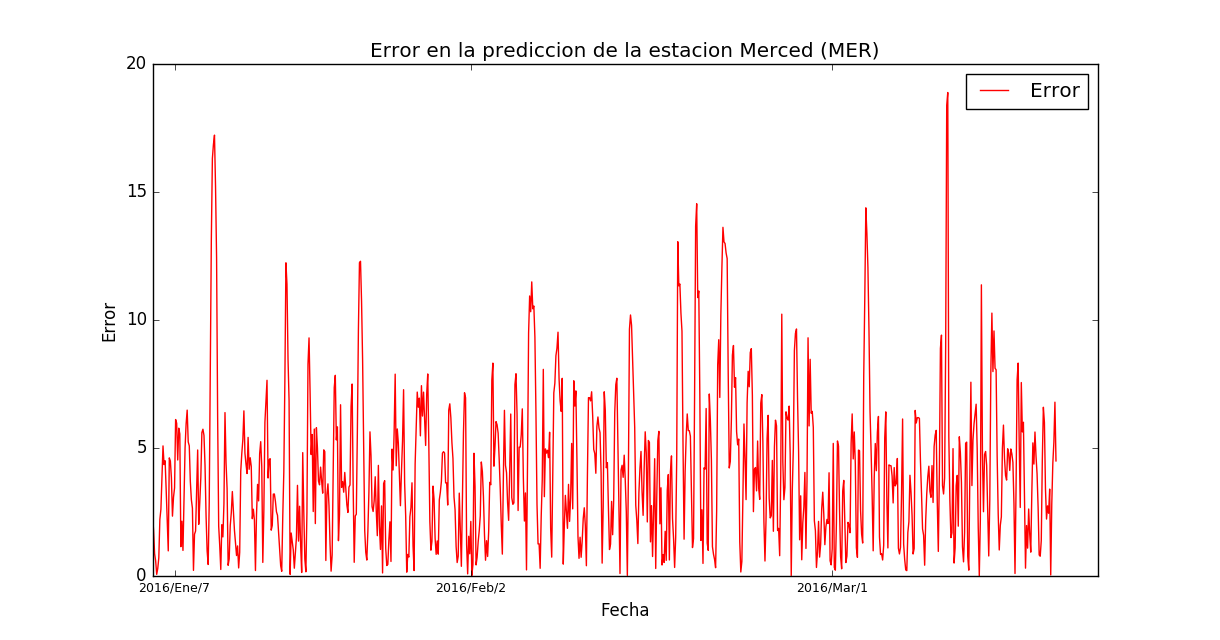 Error en la prediccion de la estacion Merced (MER)
Error
20
15
10
5
0
Error
2016/Ene/7
2016/Feb/2
2016/Mar/1
Fecha